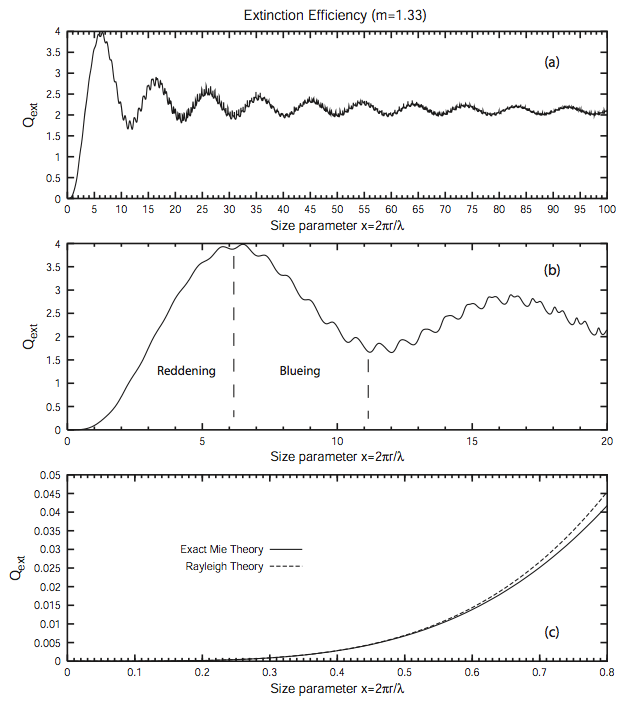 Extinction Efficiency (m=1.33)
4
3.5
3
2.5
2
1.5
1
0.5
0
Qext
(a)
0 5 10 15 20 25 30 35 40 45 50 55 60 65 70 75 80 85 90 95 100
Size parameter x=2πr/λ
4
3.5
3
2.5
2
1.5
1
0.5
0
Qext
(b)
Reddening Blueing
0 5 10 15 20
Size parameter x=2πr/λ
0.05
0.045
0.04
0.035
0.03
0.025
0.02
0.015
0.01
0.005
0
Qext
Exact Mie Theory
Rayleigh Theory
(c)
0 0.1 0.2 0.3 0.4 0.5 0.6 0.7 0.8
Size parameter x=2πr/λ